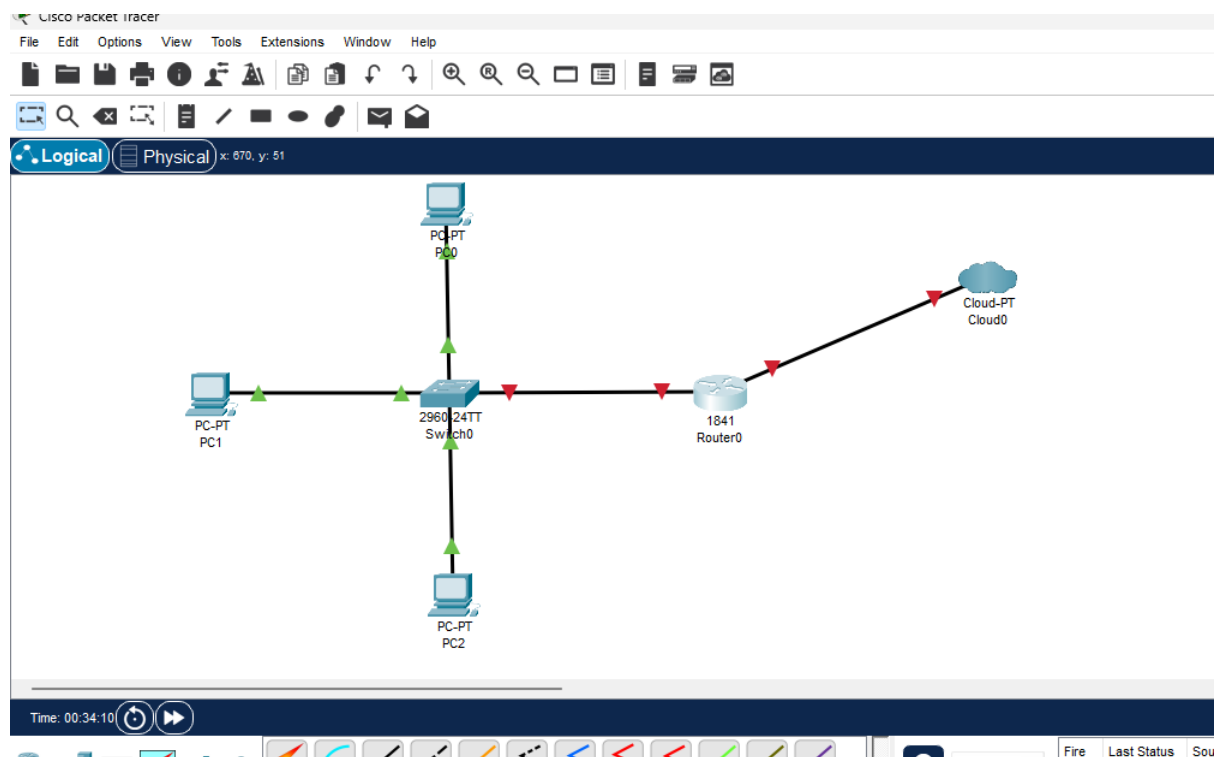 Cisco Packet Tracer
File Edit Options View Tools Extensions Window Help
Logical Physical x: 670, y: 51
PC-PT
PC0
Cloud-PT
Cloud0
PC-PT
PC1
2960-24TT
Switch0
1841
Router0
PC-PT
PC2
Time: 00:34:10
Fire Last Status Sou